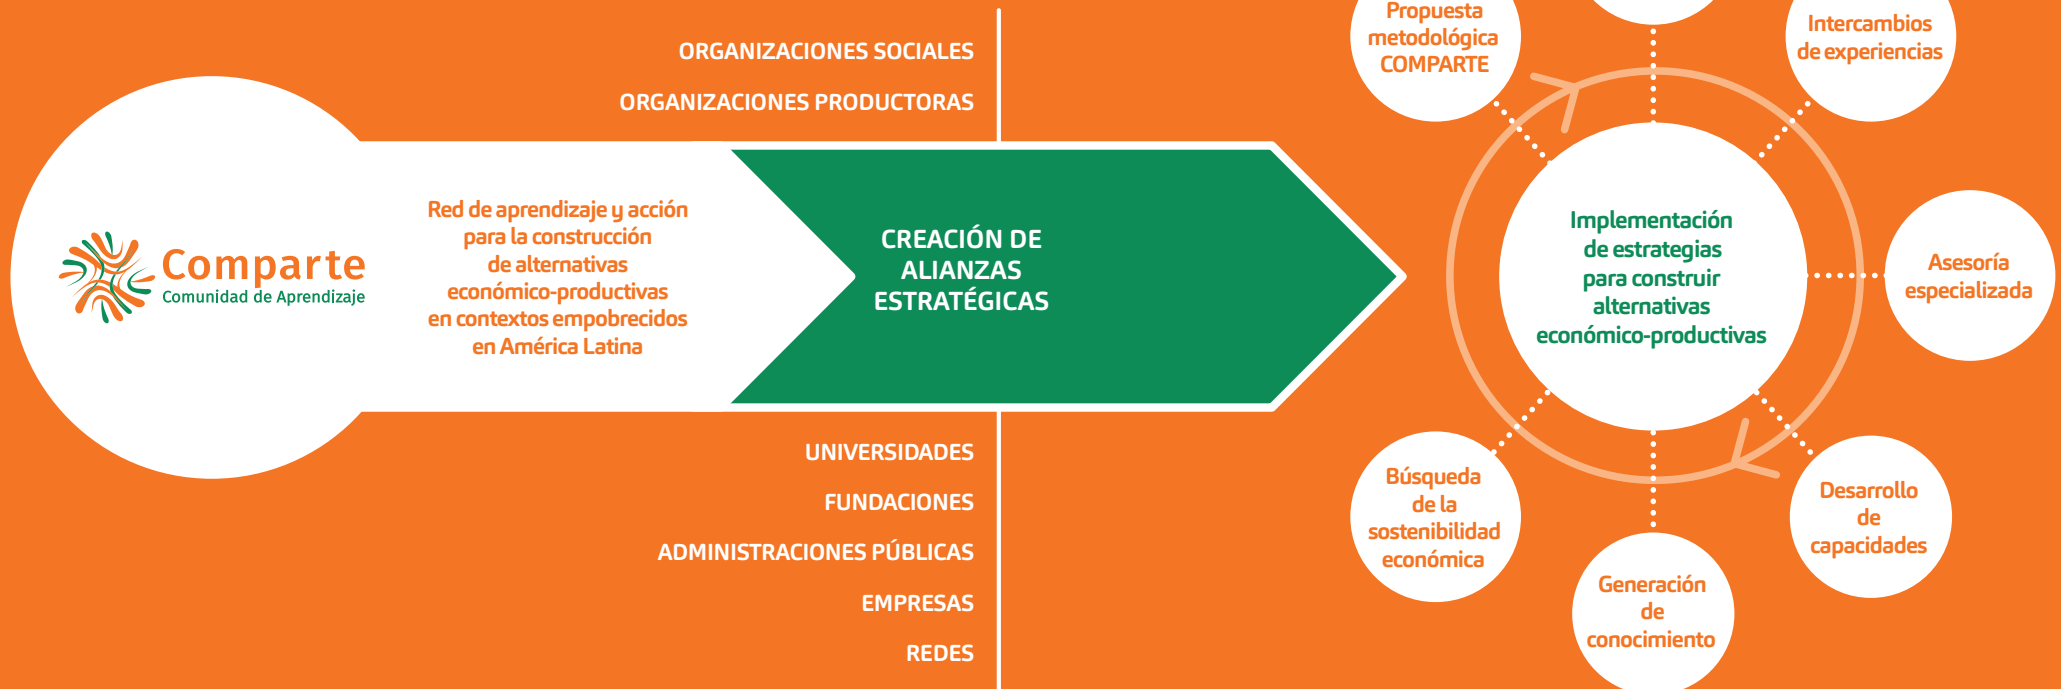 ORGANIZACIONES SOCIALES
ORGANIZACIONES PRODUCTORAS
Comparte
Comunidad de Aprendizaje
Red de aprendizaje y acción
para la construcción
de alternativas
económico-productivas
en contextos empobrecidos
en América Latina
CREACIÓN DE
ALIANZAS
ESTRATÉGICAS
UNIVERSIDADES
FUNDACIONES
ADMINISTRACIONES PÚBLICAS
EMPRESAS
REDES
Propuesta
metodológica
COMPARTE
Intercambios
de experiencias
Implementación
de estrategias
para construir
alternativas
económico-productivas
Asesoría
especializada
Búsqueda
de la
sostenibilidad
económica
Desarrollo
de
capacidades
Generación
de
conocimiento